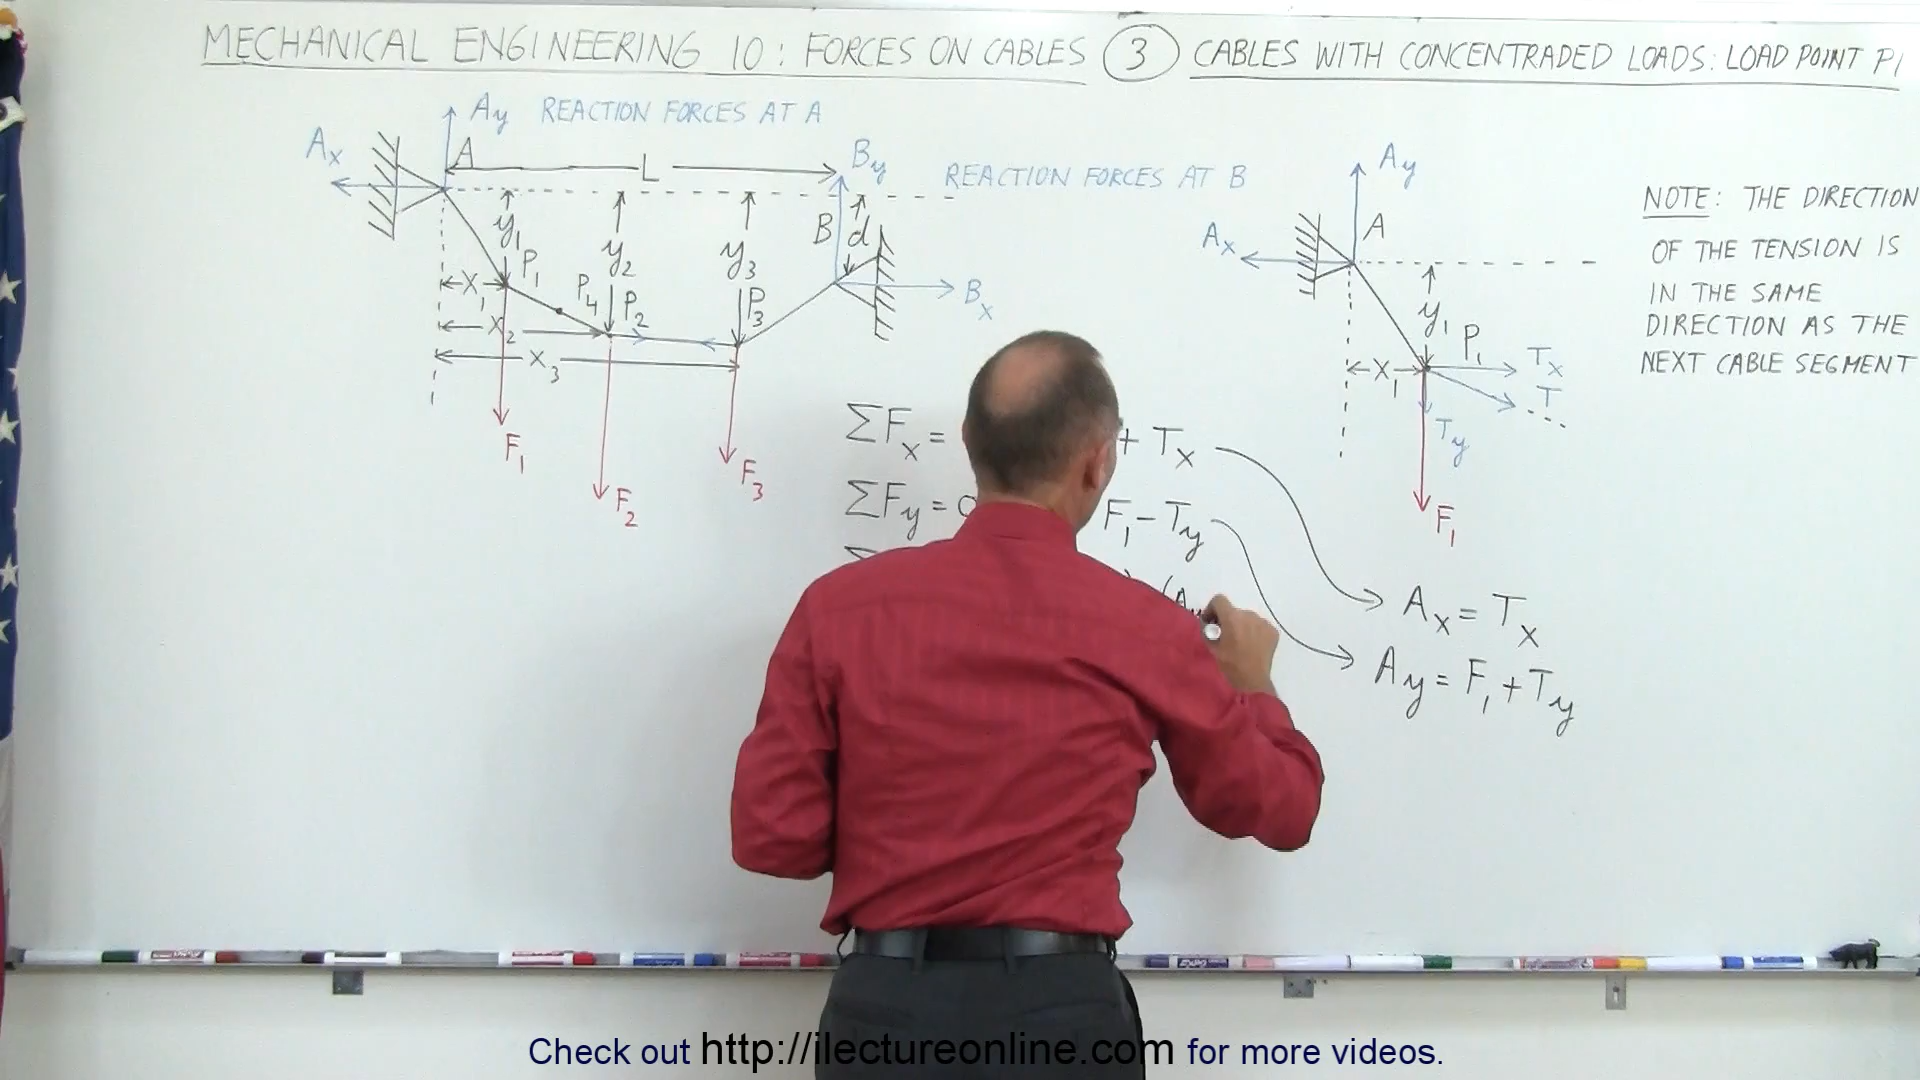 MECHANICAL ENGINEERING 10: FORCES ON CABLES (3) CABLES WITH CONCENTRADED LOADS: LOAD POINT P1
Ay REACTION FORCES AT A
Ax
A
L
By
REACTION FORCES AT B
y1
y2
y3
B
d
P1
P4
P2
P3
X1
X2
X3
Bx
F1
F2
F3
Ay
Ax
A
y1
P1
X1
Tx
T
Ty
F1
NOTE: THE DIRECTION
OF THE TENSION IS
IN THE SAME
DIRECTION AS THE
NEXT CABLE SEGMENT
ΣFx = + Tx
ΣFy = F1 - Ty
(Ay
Ax = Tx
Ay = F1 + Ty
Check out http://ilectureonline.com for more videos.